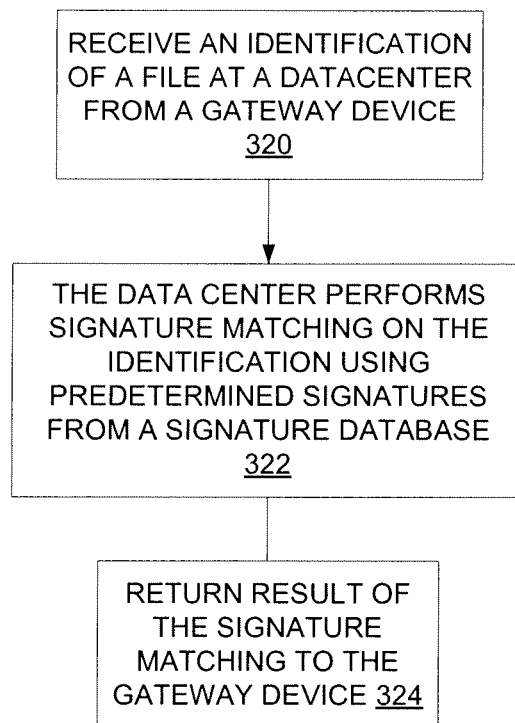 RECEIVE AN IDENTIFICATION
OF A FILE AT A DATACENTER
FROM A GATEWAY DEVICE
320
THE DATA CENTER PERFORMS
SIGNATURE MATCHING ON THE
IDENTIFICATION USING
PREDETERMINED SIGNATURES
FROM A SIGNATURE DATABASE
322
RETURN RESULT OF
THE SIGNATURE
MATCHING TO THE
GATEWAY DEVICE 324